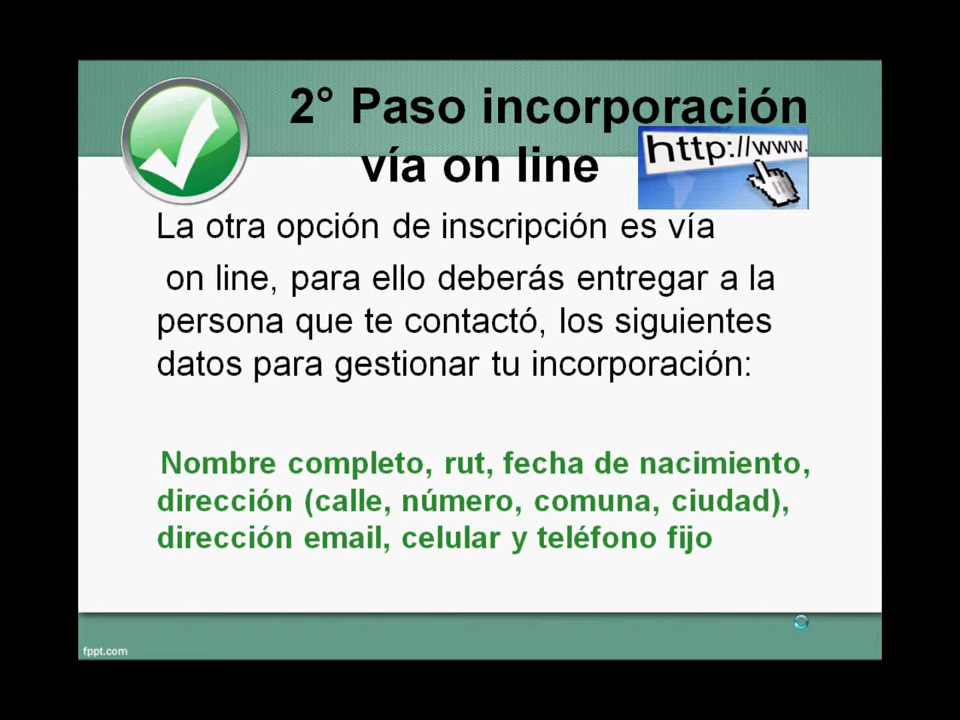 2° Paso incorporación
vía on line
http://www.
La otra opción de inscripción es vía
on line, para ello deberás entregar a la
persona que te contactó, los siguientes
datos para gestionar tu incorporación:
Nombre completo, rut, fecha de nacimiento,
dirección (calle, número, comuna, ciudad),
dirección email, celular y teléfono fijo
fppt.com